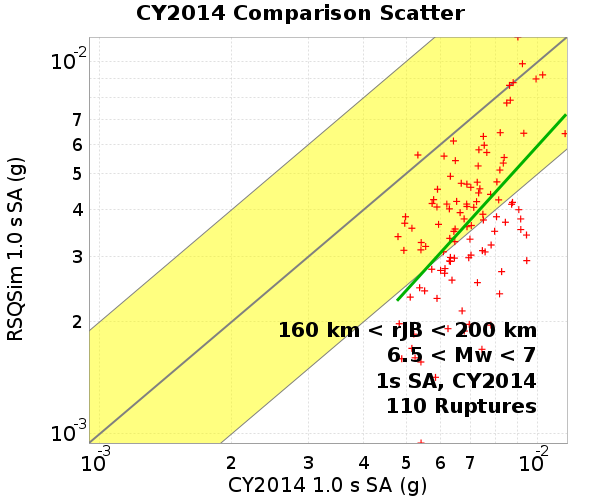 CY2014 Comparison Scatter
RSQSim 1.0 s SA (g)
10-2
7
6
5
4
3
2
10-3
160 km < rJB < 200 km
6.5 < Mw < 7
1s SA, CY2014
110 Ruptures
10-3 2 3 4 5 6 7 10-2
CY2014 1.0 s SA (g)